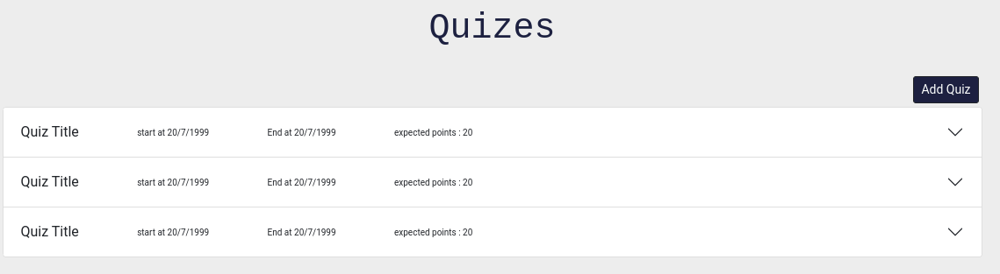 Quizes
Add Quiz
Quiz Title start at 20/7/1999 End at 20/7/1999 expected points : 20
Quiz Title start at 20/7/1999 End at 20/7/1999 expected points : 20
Quiz Title start at 20/7/1999 End at 20/7/1999 expected points : 20